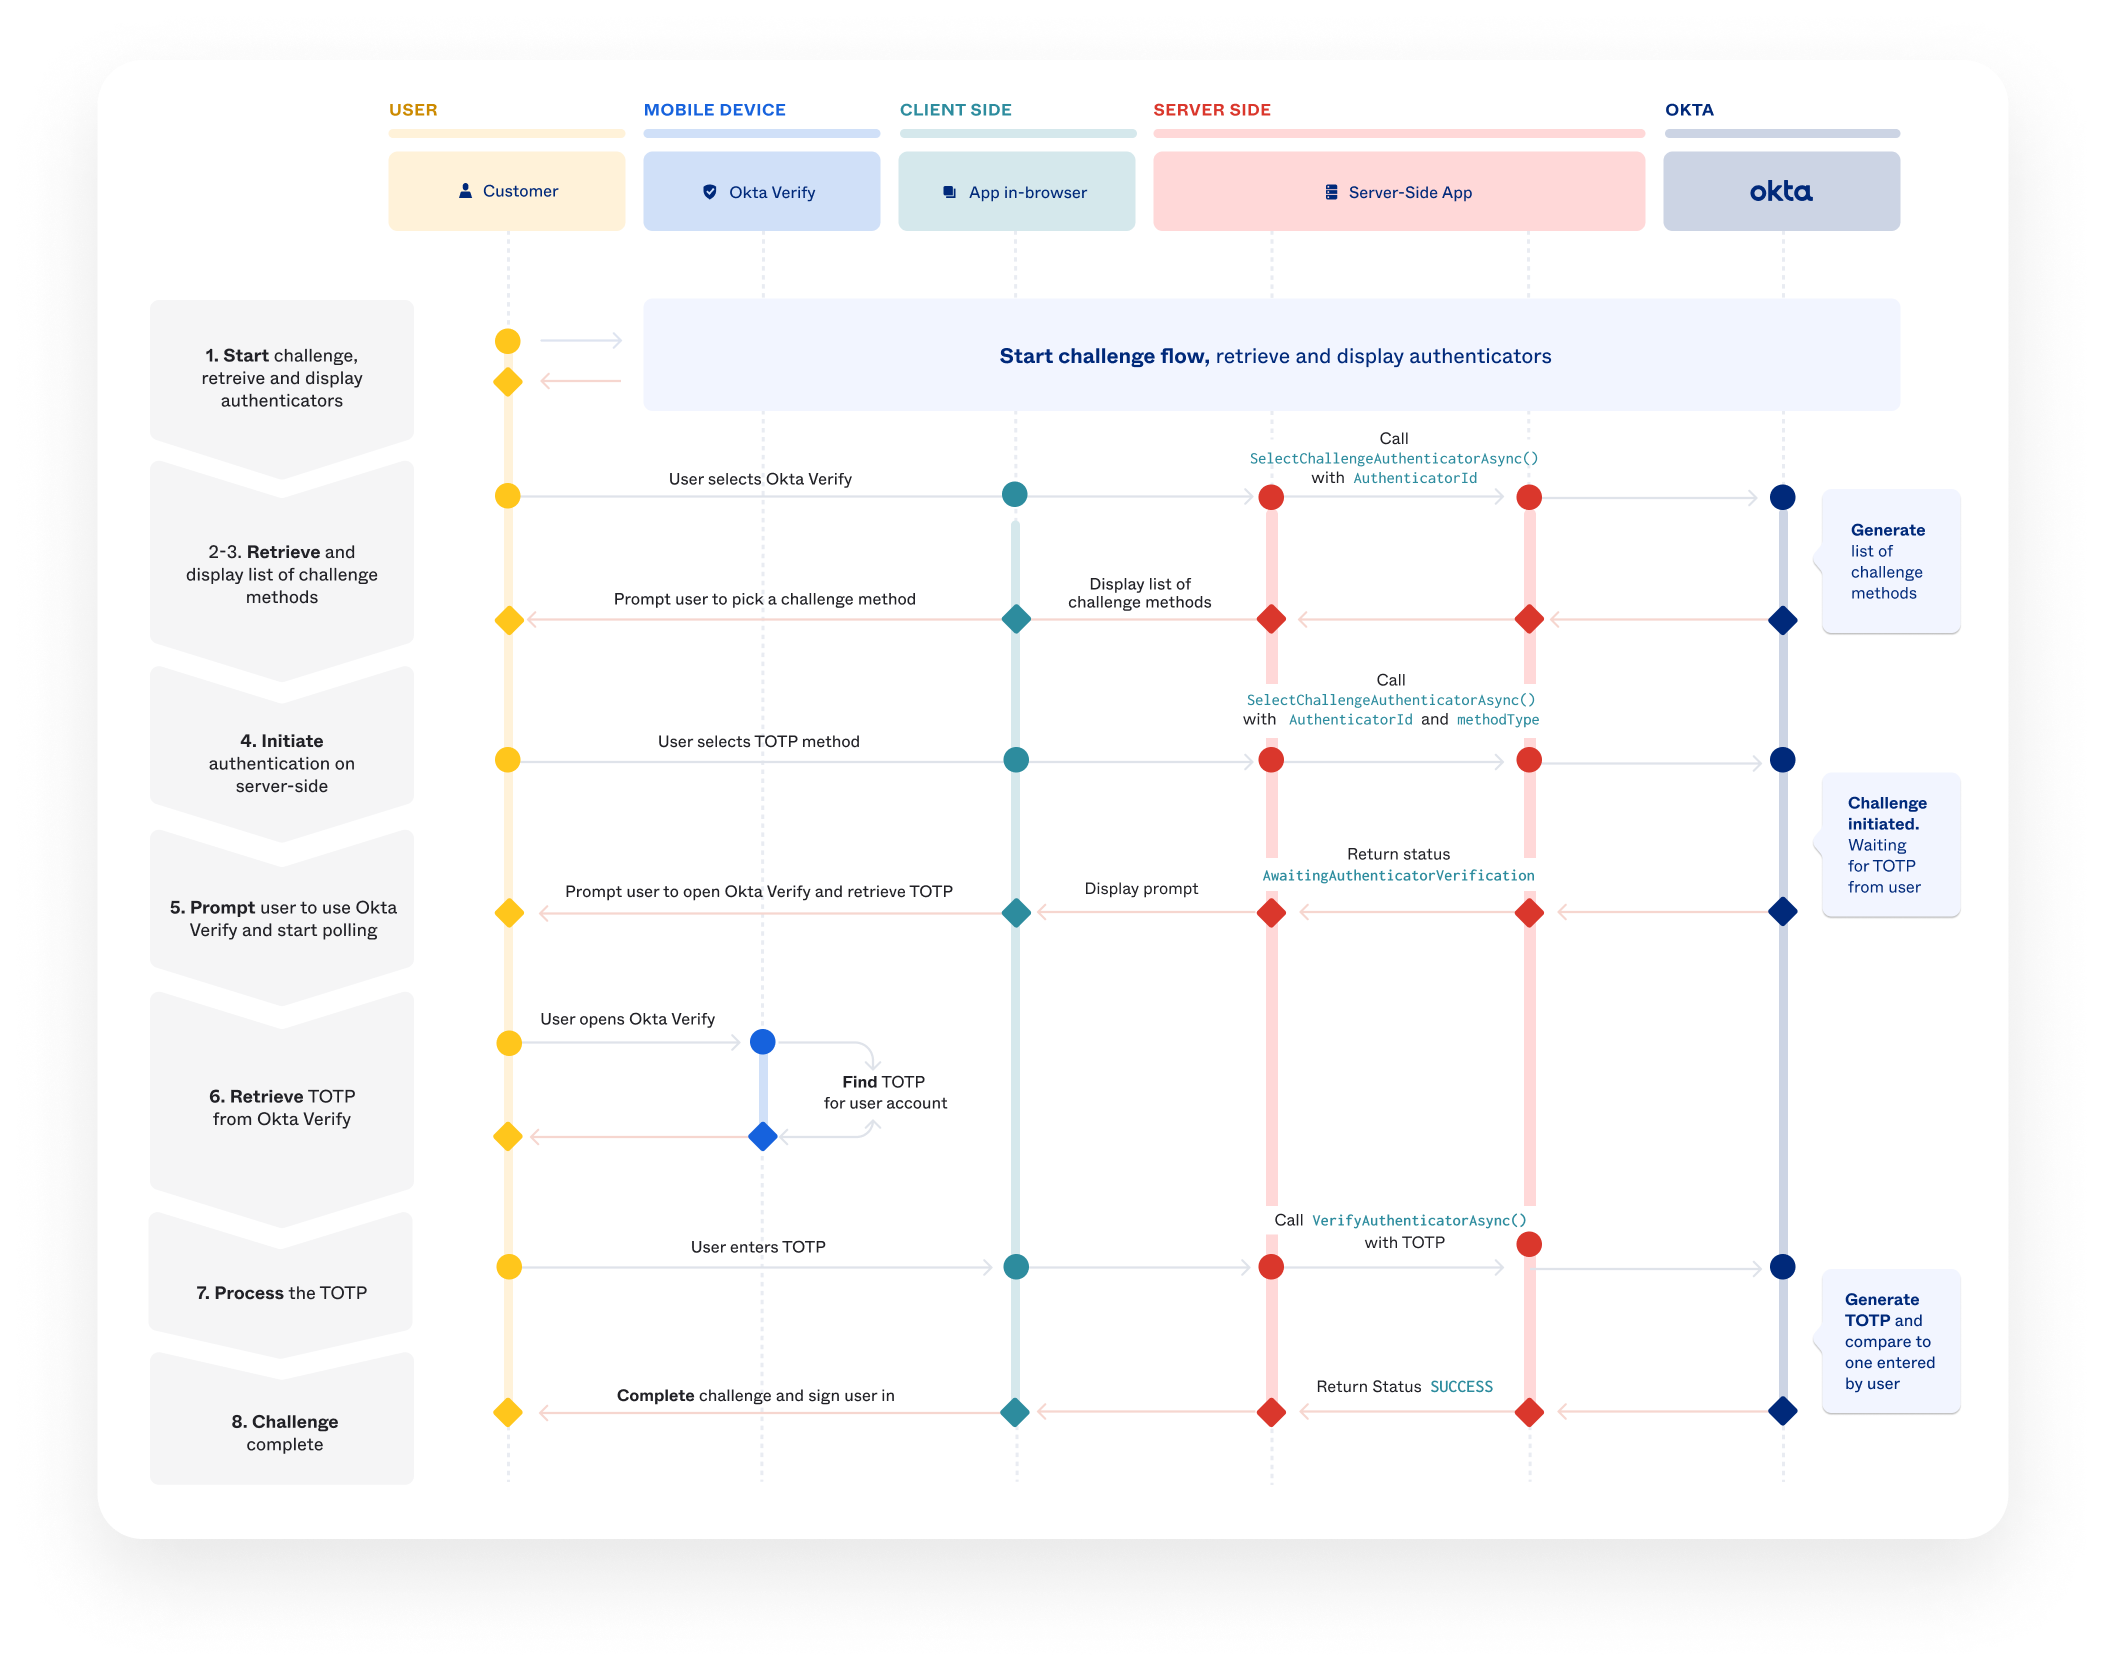 USER
MOBILE DEVICE
CLIENT SIDE
SERVER SIDE
OKTA
Customer
Okta Verify
App in-browser
Server-Side App
okta
1. Start challenge,
retreive and display
authenticators
Start challenge flow, retrieve and display authenticators
2-3. Retrieve and
display list of challenge
methods
User selects Okta Verify
Call
SelectChallengeAuthenticatorAsync()
with AuthenticatorId
Generate
list of
challenge
methods
Prompt user to pick a challenge method
Display list of
challenge methods
4. Initiate
authentication on
server-side
User selects TOTP method
Call
SelectChallengeAuthenticatorAsync()
with AuthenticatorId and methodType
Challenge
initiated.
Waiting
for TOTP
from user
5. Prompt user to use Okta
Verify and start polling
Prompt user to open Okta Verify and retrieve TOTP
Display prompt
Return status
AwaitingAuthenticatorVerification
6. Retrieve TOTP
from Okta Verify
User opens Okta Verify
Find TOTP
for user account
7. Process the TOTP
User enters TOTP
Call VerifyAuthenticatorAsync()
with TOTP
Generate
TOTP and
compare to
one entered
by user
8. Challenge
complete
Complete challenge and sign user in
Return Status SUCCESS